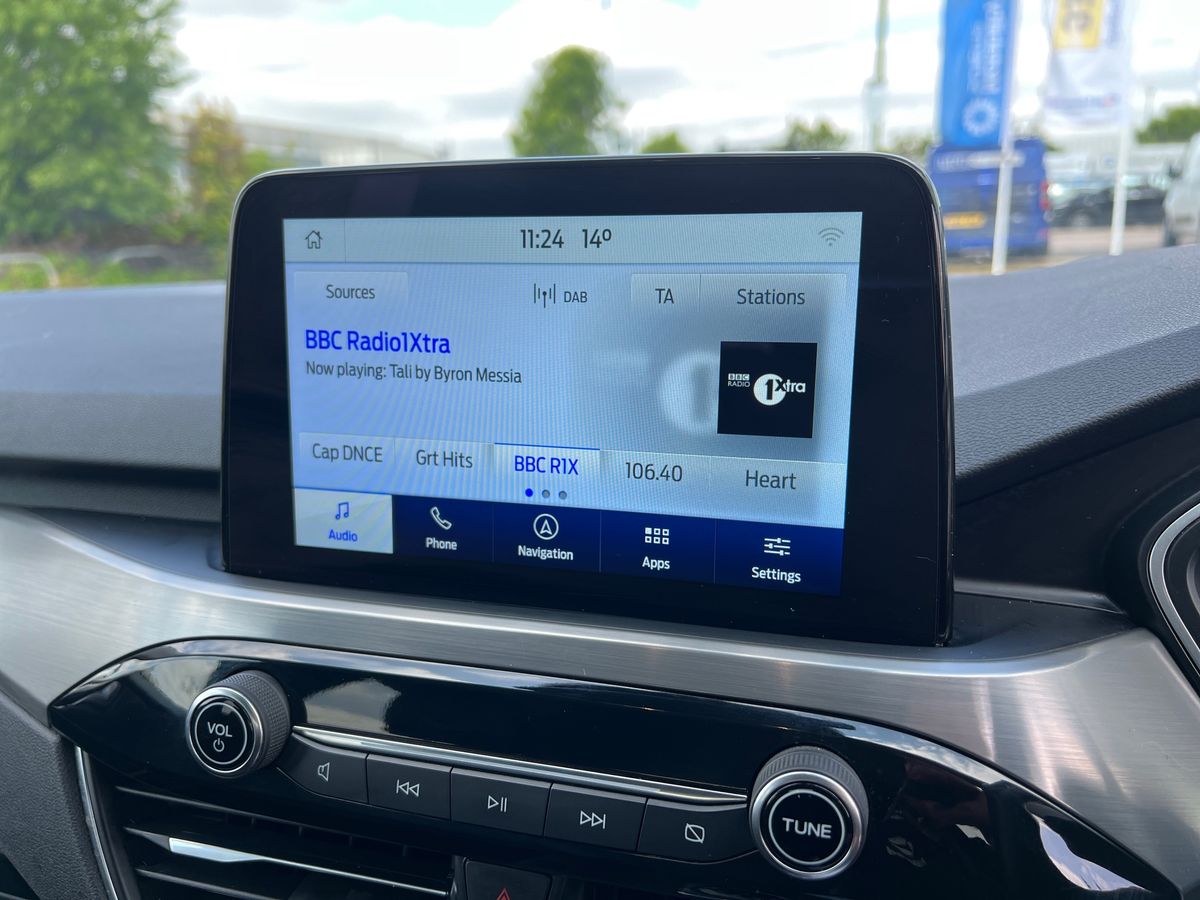 11:24 14º
Sources
DAB
TA
Stations
BBC Radio1Xtra
Now playing: Tali by Byron Messia
BBC
RADIO
1Xtra
Cap DNCE
Grt Hits
BBC R1X
106.40
Heart
Audio
Phone
Navigation
Apps
Settings
VOL
TUNE